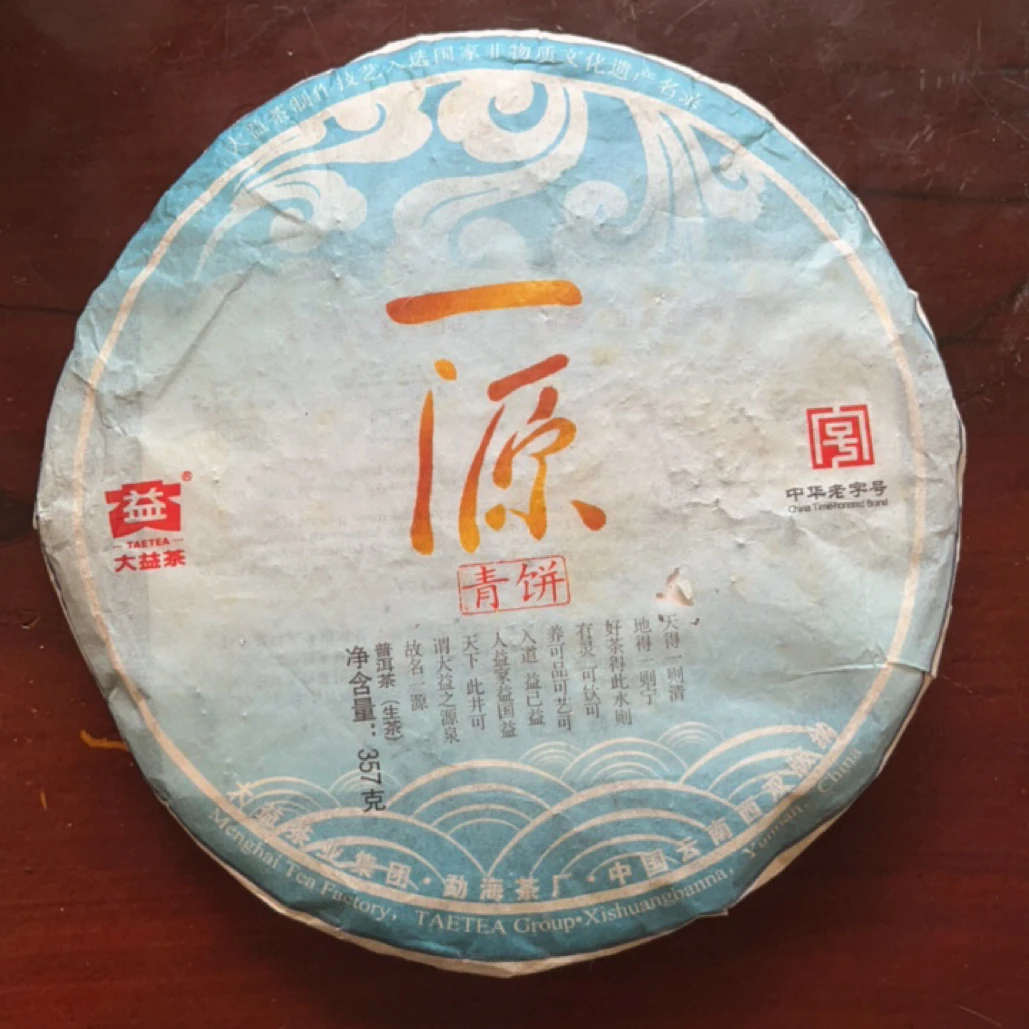 大益茶制作技艺入选国家非物质文化遗产名录
一源
青饼
益®
TAETEA
大益茶
中华老字号
China Time-honored Brand
天得一则清
地得一则宁
好茶得此水则
有灵 可饮可
养可品可艺可
入道 益己益
人益家益国益
天下 此井可
谓大益之源泉
故名一源
普洱茶（生茶）
净含量：357克
大益茶业集团·勐海茶厂·中国云南西双版纳
Menghai Tea Factory, TAETEA Group·Xishuangbanna, Yunnan, China